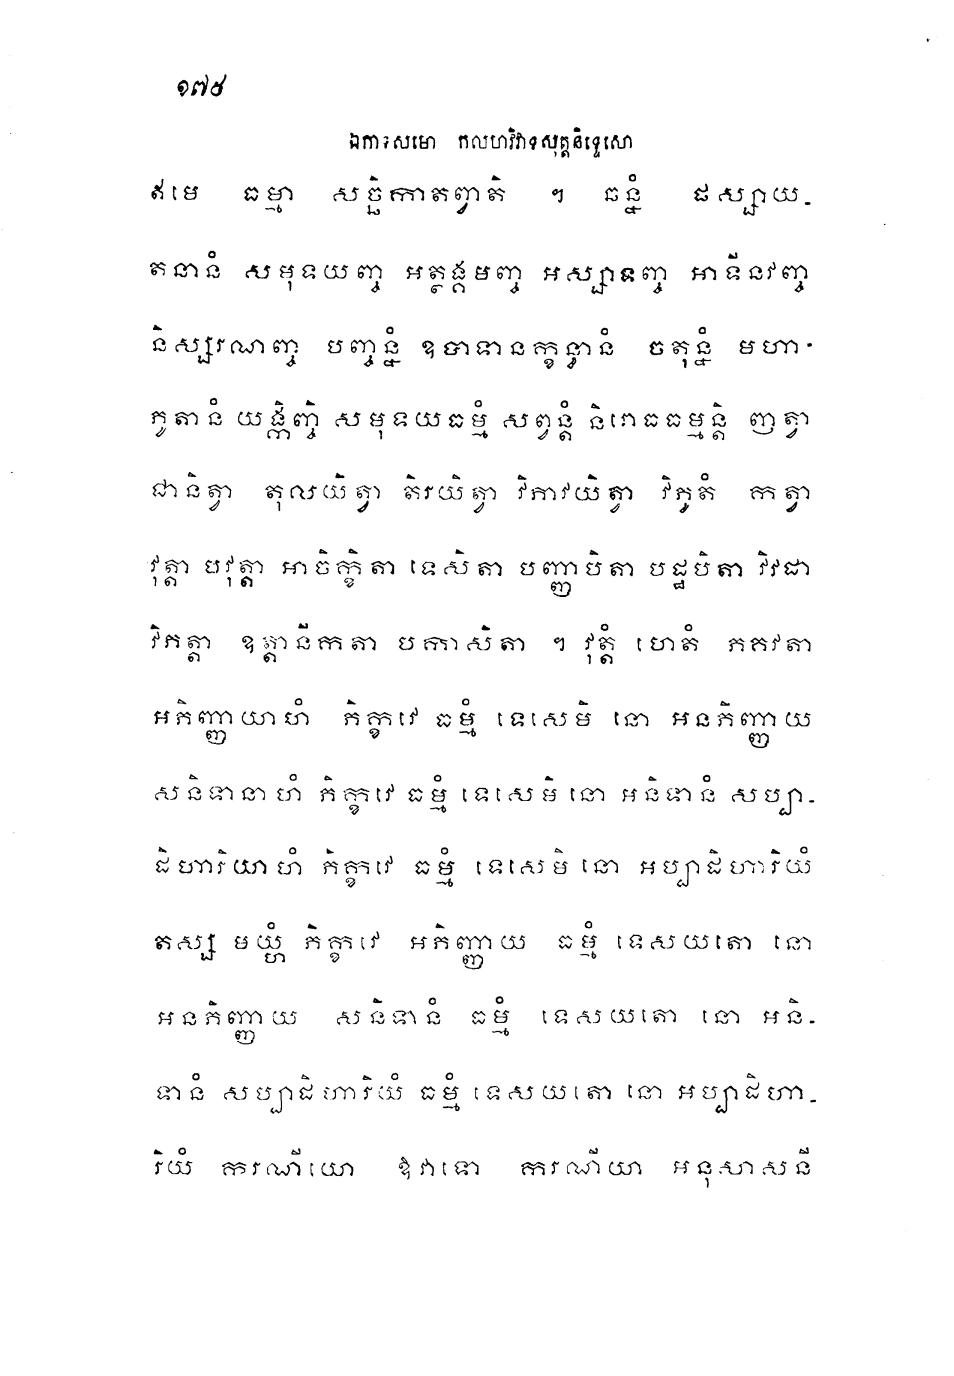 ១៧៥
ឯកាទសមោ កលហវិវាទសុត្តនិទ្ទេសោ
ឥមេ ធម្មា សច្ឆិកាតព្វាតិ ។ ឆន្នំ ផស្សាយ-
តនានំ សមុទយញ្ច អត្ថង្គមញ្ច អស្សាទញ្ច អាទីនវញ្ច
និស្សរណញ្ច បញ្ចន្នំ ឧបាទានក្ខន្ធានំ ចតុន្នំ មហា-
ភូតានំ យង្កិញ្ចិ សមុទយធម្មំ សព្វន្តំ និរោធធម្មន្តិ ញត្វា
ជានិត្វា តុលយិត្វា តិរយិត្វា វិភាវយិត្វា វិភូតំ កត្វា
វុត្តា បវុត្តា អាចិក្ខិតា ទេសិតា បញ្ញាបិតា បដ្ឋបិតា វិវដា
វិភត្តា ឧត្តានីកតា បកាសិតា ។ វុត្តំ ហេតំ ភគវតា
អភិញ្ញាយាហំ ភិក្ខវេ ធម្មំ ទេសេមិ នោ អនភិញ្ញាយ
សនិទានាហំ ភិក្ខវេ ធម្មំ ទេសេមិ នោ អនិទានំ សប្បា-
ដិហារិយាហំ ភិក្ខវេ ធម្មំ ទេសេមិ នោ អប្បាដិហារិយំ
តស្ស មយ្ហំ ភិក្ខវេ អភិញ្ញាយ ធម្មំ ទេសយតោ នោ
អនភិញ្ញាយ សនិទានំ ធម្មំ ទេសយតោ នោ អនិ-
ទានំ សប្បាដិហារិយំ ធម្មំ ទេសយតោ នោ អប្បាដិហា-
រិយំ ករណីយោ ឱវាទោ ករណីយា អនុសាសនី